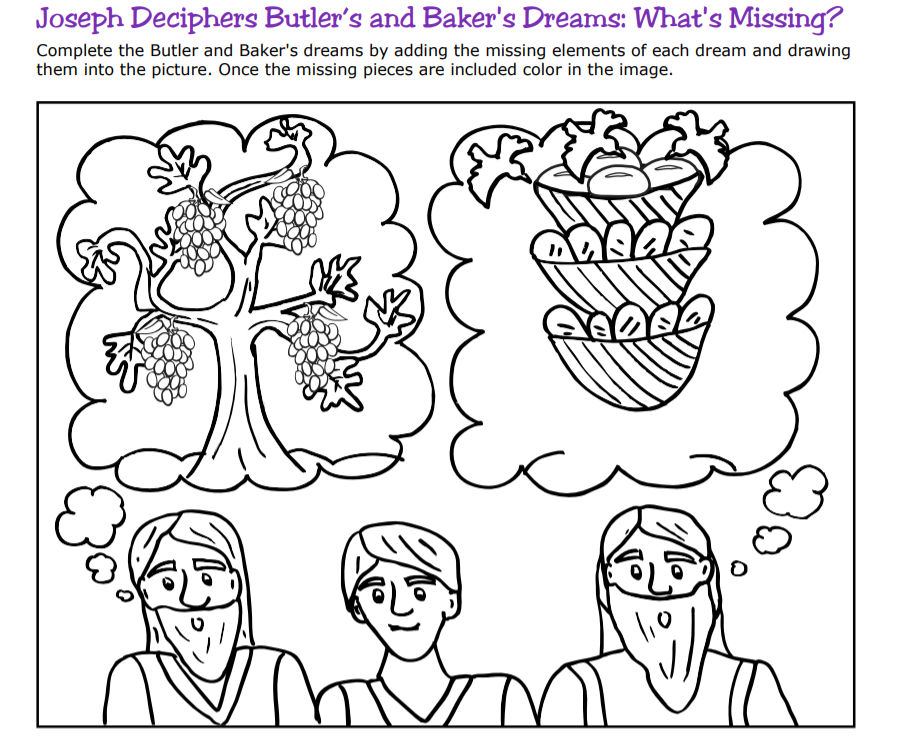 Joseph Deciphers Butler’s and Baker's Dreams: What's Missing?
Complete the Butler and Baker's dreams by adding the missing elements of each dream and drawing
them into the picture. Once the missing pieces are included color in the image.